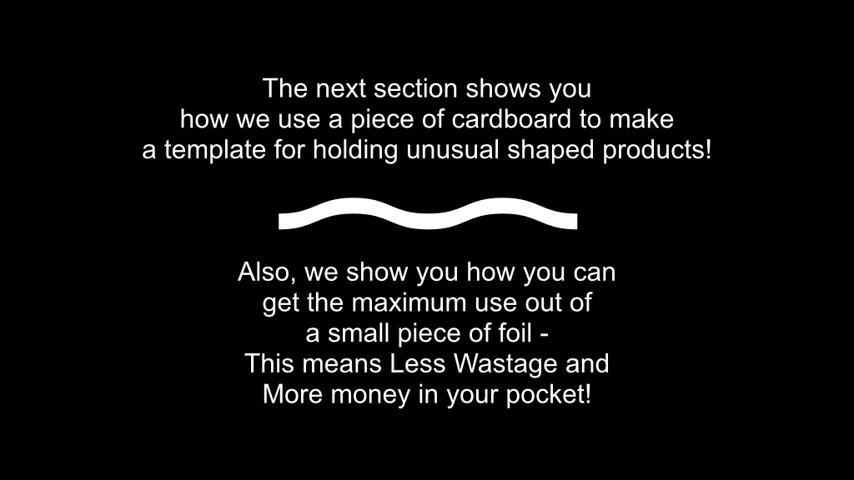 The next section shows you
how we use a piece of cardboard to make
a template for holding unusual shaped products!
Also, we show you how you can
get the maximum use out of
a small piece of foil -
This means Less Wastage and
More money in your pocket!